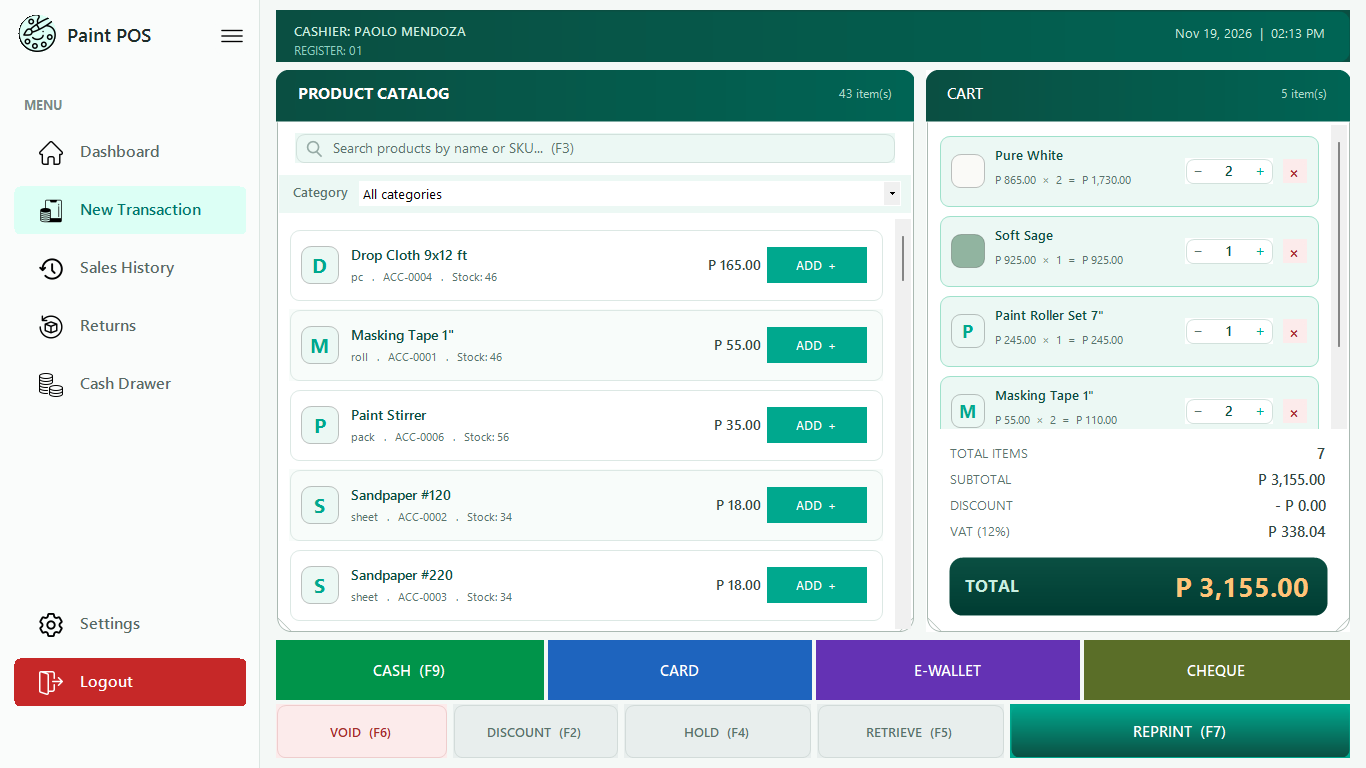 Paint POS
MENU
Dashboard
New Transaction
Sales History
Returns
Cash Drawer
Settings
Logout
CASHIER: PAOLO MENDOZA
REGISTER: 01
Nov 19, 2026 | 02:13 PM
PRODUCT CATALOG
43 item(s)
Search products by name or SKU... (F3)
Category
All categories
D
Drop Cloth 9x12 ft
pc . ACC-0004 . Stock: 46
P 165.00
ADD +
M
Masking Tape 1"
roll . ACC-0001 . Stock: 46
P 55.00
ADD +
P
Paint Stirrer
pack . ACC-0006 . Stock: 56
P 35.00
ADD +
S
Sandpaper #120
sheet . ACC-0002 . Stock: 34
P 18.00
ADD +
S
Sandpaper #220
sheet . ACC-0003 . Stock: 34
P 18.00
ADD +
CART
5 item(s)
Pure White
P 865.00 × 2 = P 1,730.00
− 2 + ×
Soft Sage
P 925.00 × 1 = P 925.00
− 1 + ×
P
Paint Roller Set 7"
P 245.00 × 1 = P 245.00
− 1 + ×
M
Masking Tape 1"
P 55.00 × 2 = P 110.00
− 2 + ×
TOTAL ITEMS 7
SUBTOTAL P 3,155.00
DISCOUNT - P 0.00
VAT (12%) P 338.04
TOTAL P 3,155.00
CASH (F9)
CARD
E-WALLET
CHEQUE
VOID (F6)
DISCOUNT (F2)
HOLD (F4)
RETRIEVE (F5)
REPRINT (F7)